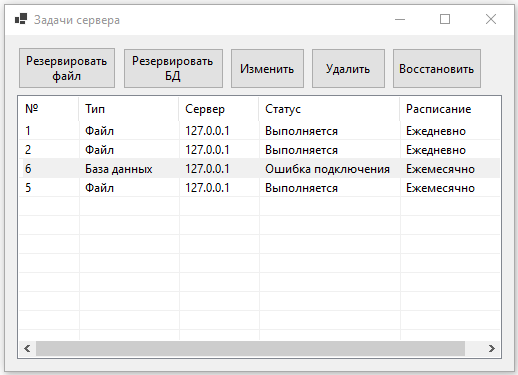 Задачи сервера
Резервировать файл
Резервировать БД
Изменить
Удалить
Восстановить
№ Тип Сервер Статус Расписание
1 Файл 127.0.0.1 Выполняется Ежедневно
2 Файл 127.0.0.1 Выполняется Ежедневно
6 База данных 127.0.0.1 Ошибка подключения Ежемесячно
5 Файл 127.0.0.1 Выполняется Ежемесячно